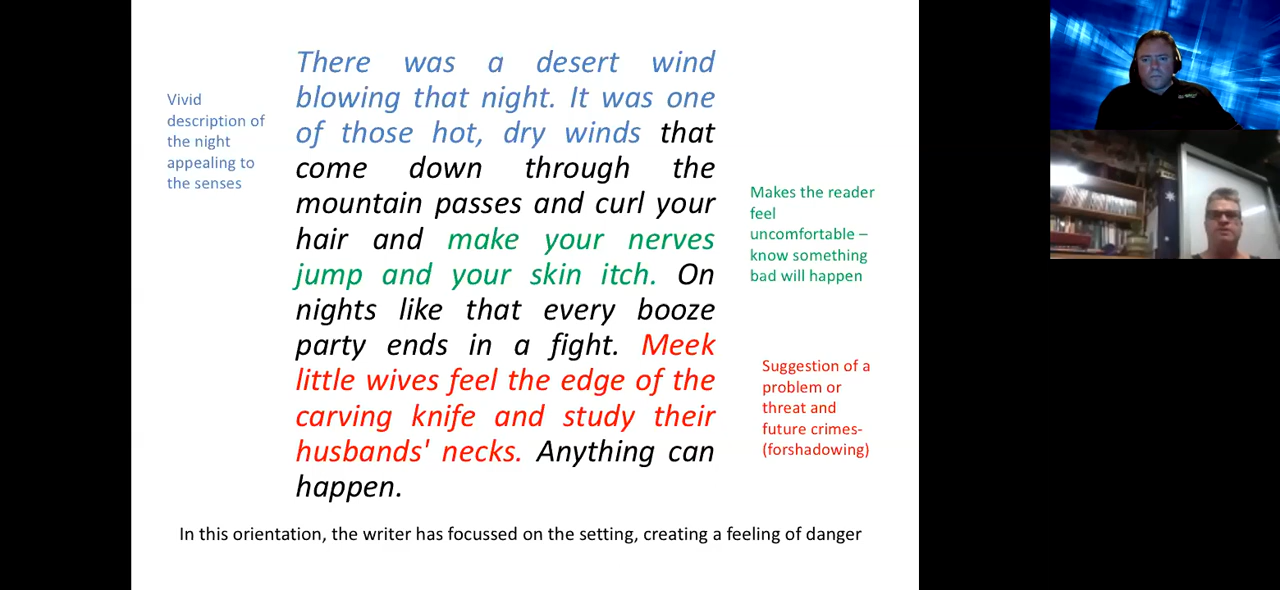 There was a desert wind
blowing that night. It was one
of those hot, dry winds that
come down through the
mountain passes and curl your
hair and make your nerves
jump and your skin itch. On
nights like that every booze
party ends in a fight. Meek
little wives feel the edge of the
carving knife and study their
husbands' necks. Anything can
happen.
Vivid
description of
the night
appealing to
the senses
Makes the reader
feel
uncomfortable –
know something
bad will happen
Suggestion of a
problem or
threat and
future crimes-
(forshadowing)
In this orientation, the writer has focussed on the setting, creating a feeling of danger